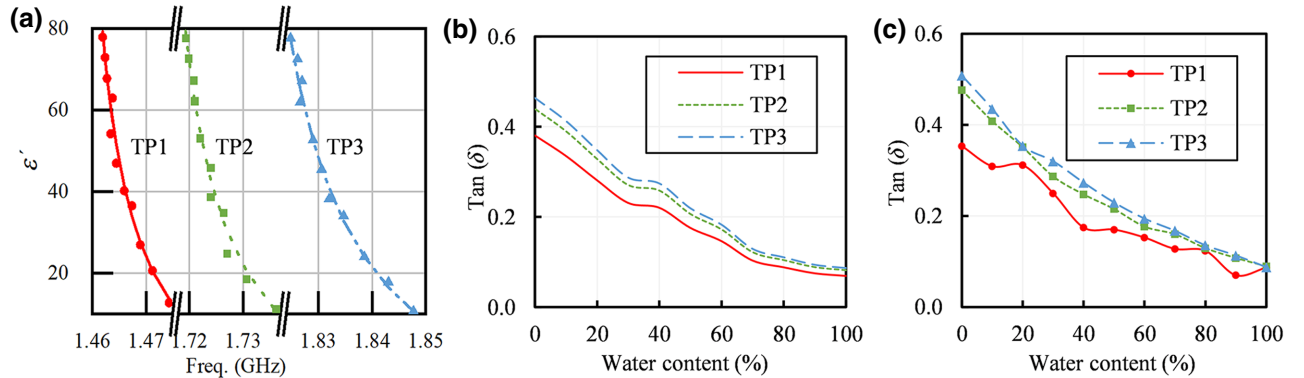 (a)
80
60
40
20
ε´
TP1
TP2
TP3
1.46
1.47
1.72
1.73
1.83
1.84
1.85
Freq. (GHz)
(b)
0.6
0.4
0.2
0.0
Tan (δ)
TP1
TP2
TP3
0
20
40
60
80
100
Water content (%)
(c)
0.6
0.4
0.2
0.0
Tan (δ)
TP1
TP2
TP3
0
20
40
60
80
100
Water content (%)